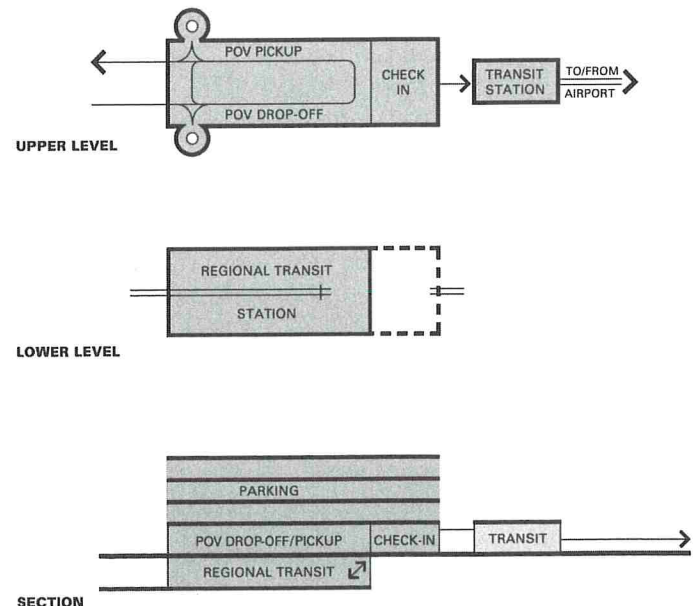 POV PICKUP
CHECK
IN
TRANSIT
STATION
TO/FROM
AIRPORT
POV DROP-OFF
UPPER LEVEL
REGIONAL TRANSIT
STATION
LOWER LEVEL
PARKING
POV DROP-OFF/PICKUP
CHECK-IN
TRANSIT
REGIONAL TRANSIT
SECTION